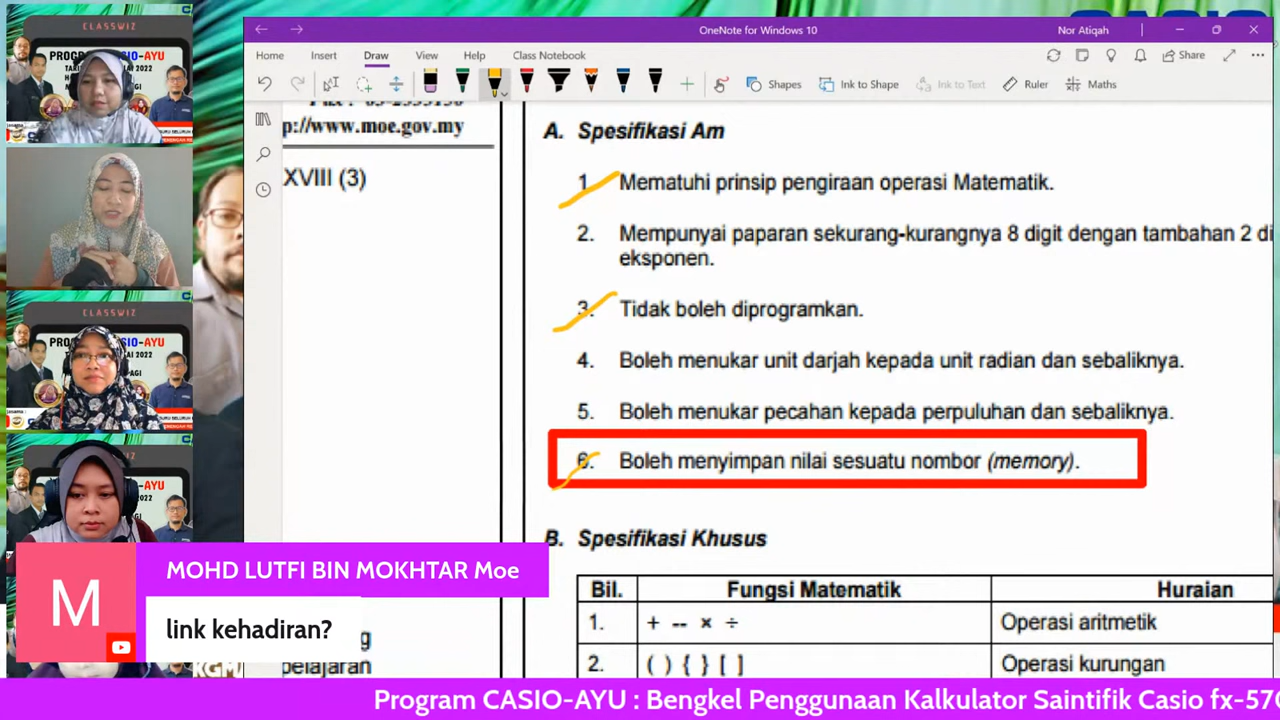 OneNote for Windows 10
Nor Atiqah
Home
Insert
Draw
View
Help
Class Notebook
Share
Shapes
Ink to Shape
Ink to Text
Ruler
Maths
p://www.moe.gov.my
XVIII (3)
A. Spesifikasi Am
1. Mematuhi prinsip pengiraan operasi Matematik.
2. Mempunyai paparan sekurang-kurangnya 8 digit dengan tambahan 2 di
eksponen.
3. Tidak boleh diprogramkan.
4. Boleh menukar unit darjah kepada unit radian dan sebaliknya.
5. Boleh menukar pecahan kepada perpuluhan dan sebaliknya.
6. Boleh menyimpan nilai sesuatu nombor (memory).
B. Spesifikasi Khusus
Bil. Fungsi Matematik Huraian
1. + -- × ÷ Operasi aritmetik
2. ( ) { } [ ] Operasi kurungan
g
pelajaran
CLASSWIZ
CLASSWIZ
M
MOHD LUTFI BIN MOKHTAR Moe
link kehadiran?
KGM
Program CASIO-AYU : Bengkel Penggunaan Kalkulator Saintifik Casio fx-570